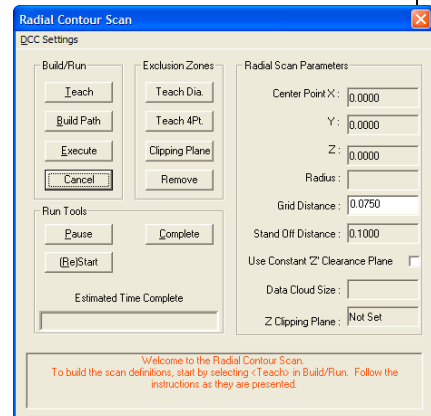 Radial Contour Scan
DCC Settings
Build/Run
Teach
Build Path
Execute
Cancel
Exclusion Zones
Teach Dia.
Teach 4Pt.
Clipping Plane
Remove
Run Tools
Pause
Complete
(Re)Start
Estimated Time Complete
Radial Scan Parameters
Center Point X : 0.0000
Y : 0.0000
Z : 0.0000
Radius :
Grid Distance : 0.0750
Stand Off Distance : 0.1000
Use Constant 'Z' Clearance Plane
Data Cloud Size :
Z Clipping Plane : Not Set
Welcome to the Radial Contour Scan.
To build the scan definitions, start by selecting <Teach> in Build/Run. Follow the
instructions as they are presented.